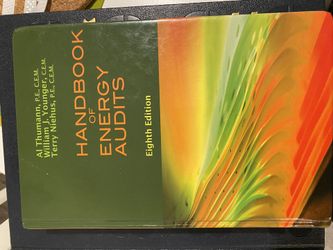 Al Thumann, P.E., C.E.M.
William J. Younger, C.E.M.
Terry Niehus, P.E., C.E.M.
HANDBOOK
OF
ENERGY
AUDITS
Eighth Edition